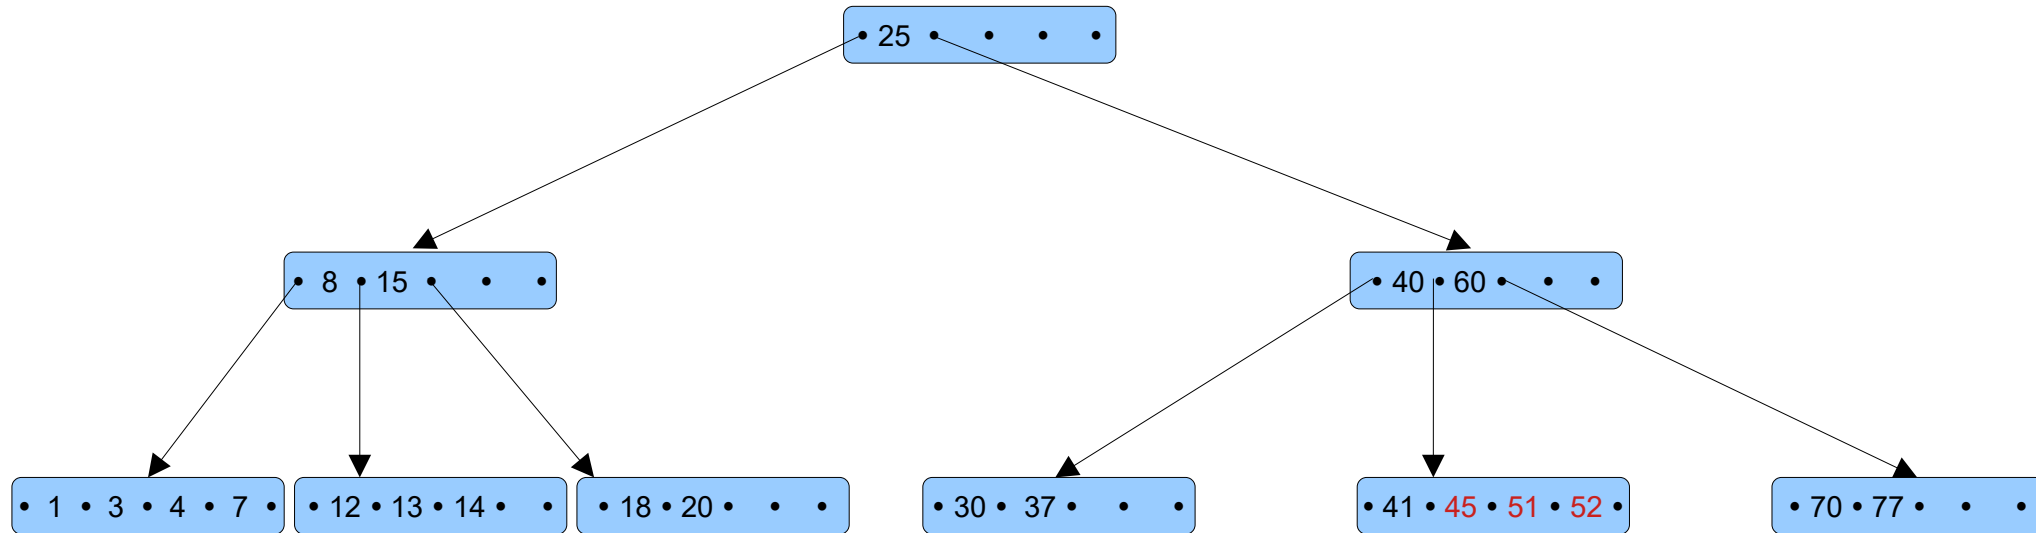 • 25 • • • •
• 8 • 15 • • •
• 40 • 60 • • •
• 1 • 3 • 4 • 7 •
• 12 • 13 • 14 • •
• 18 • 20 • • •
• 30 • 37 • • •
• 41 • 45 • 51 • 52 •
• 70 • 77 • • •